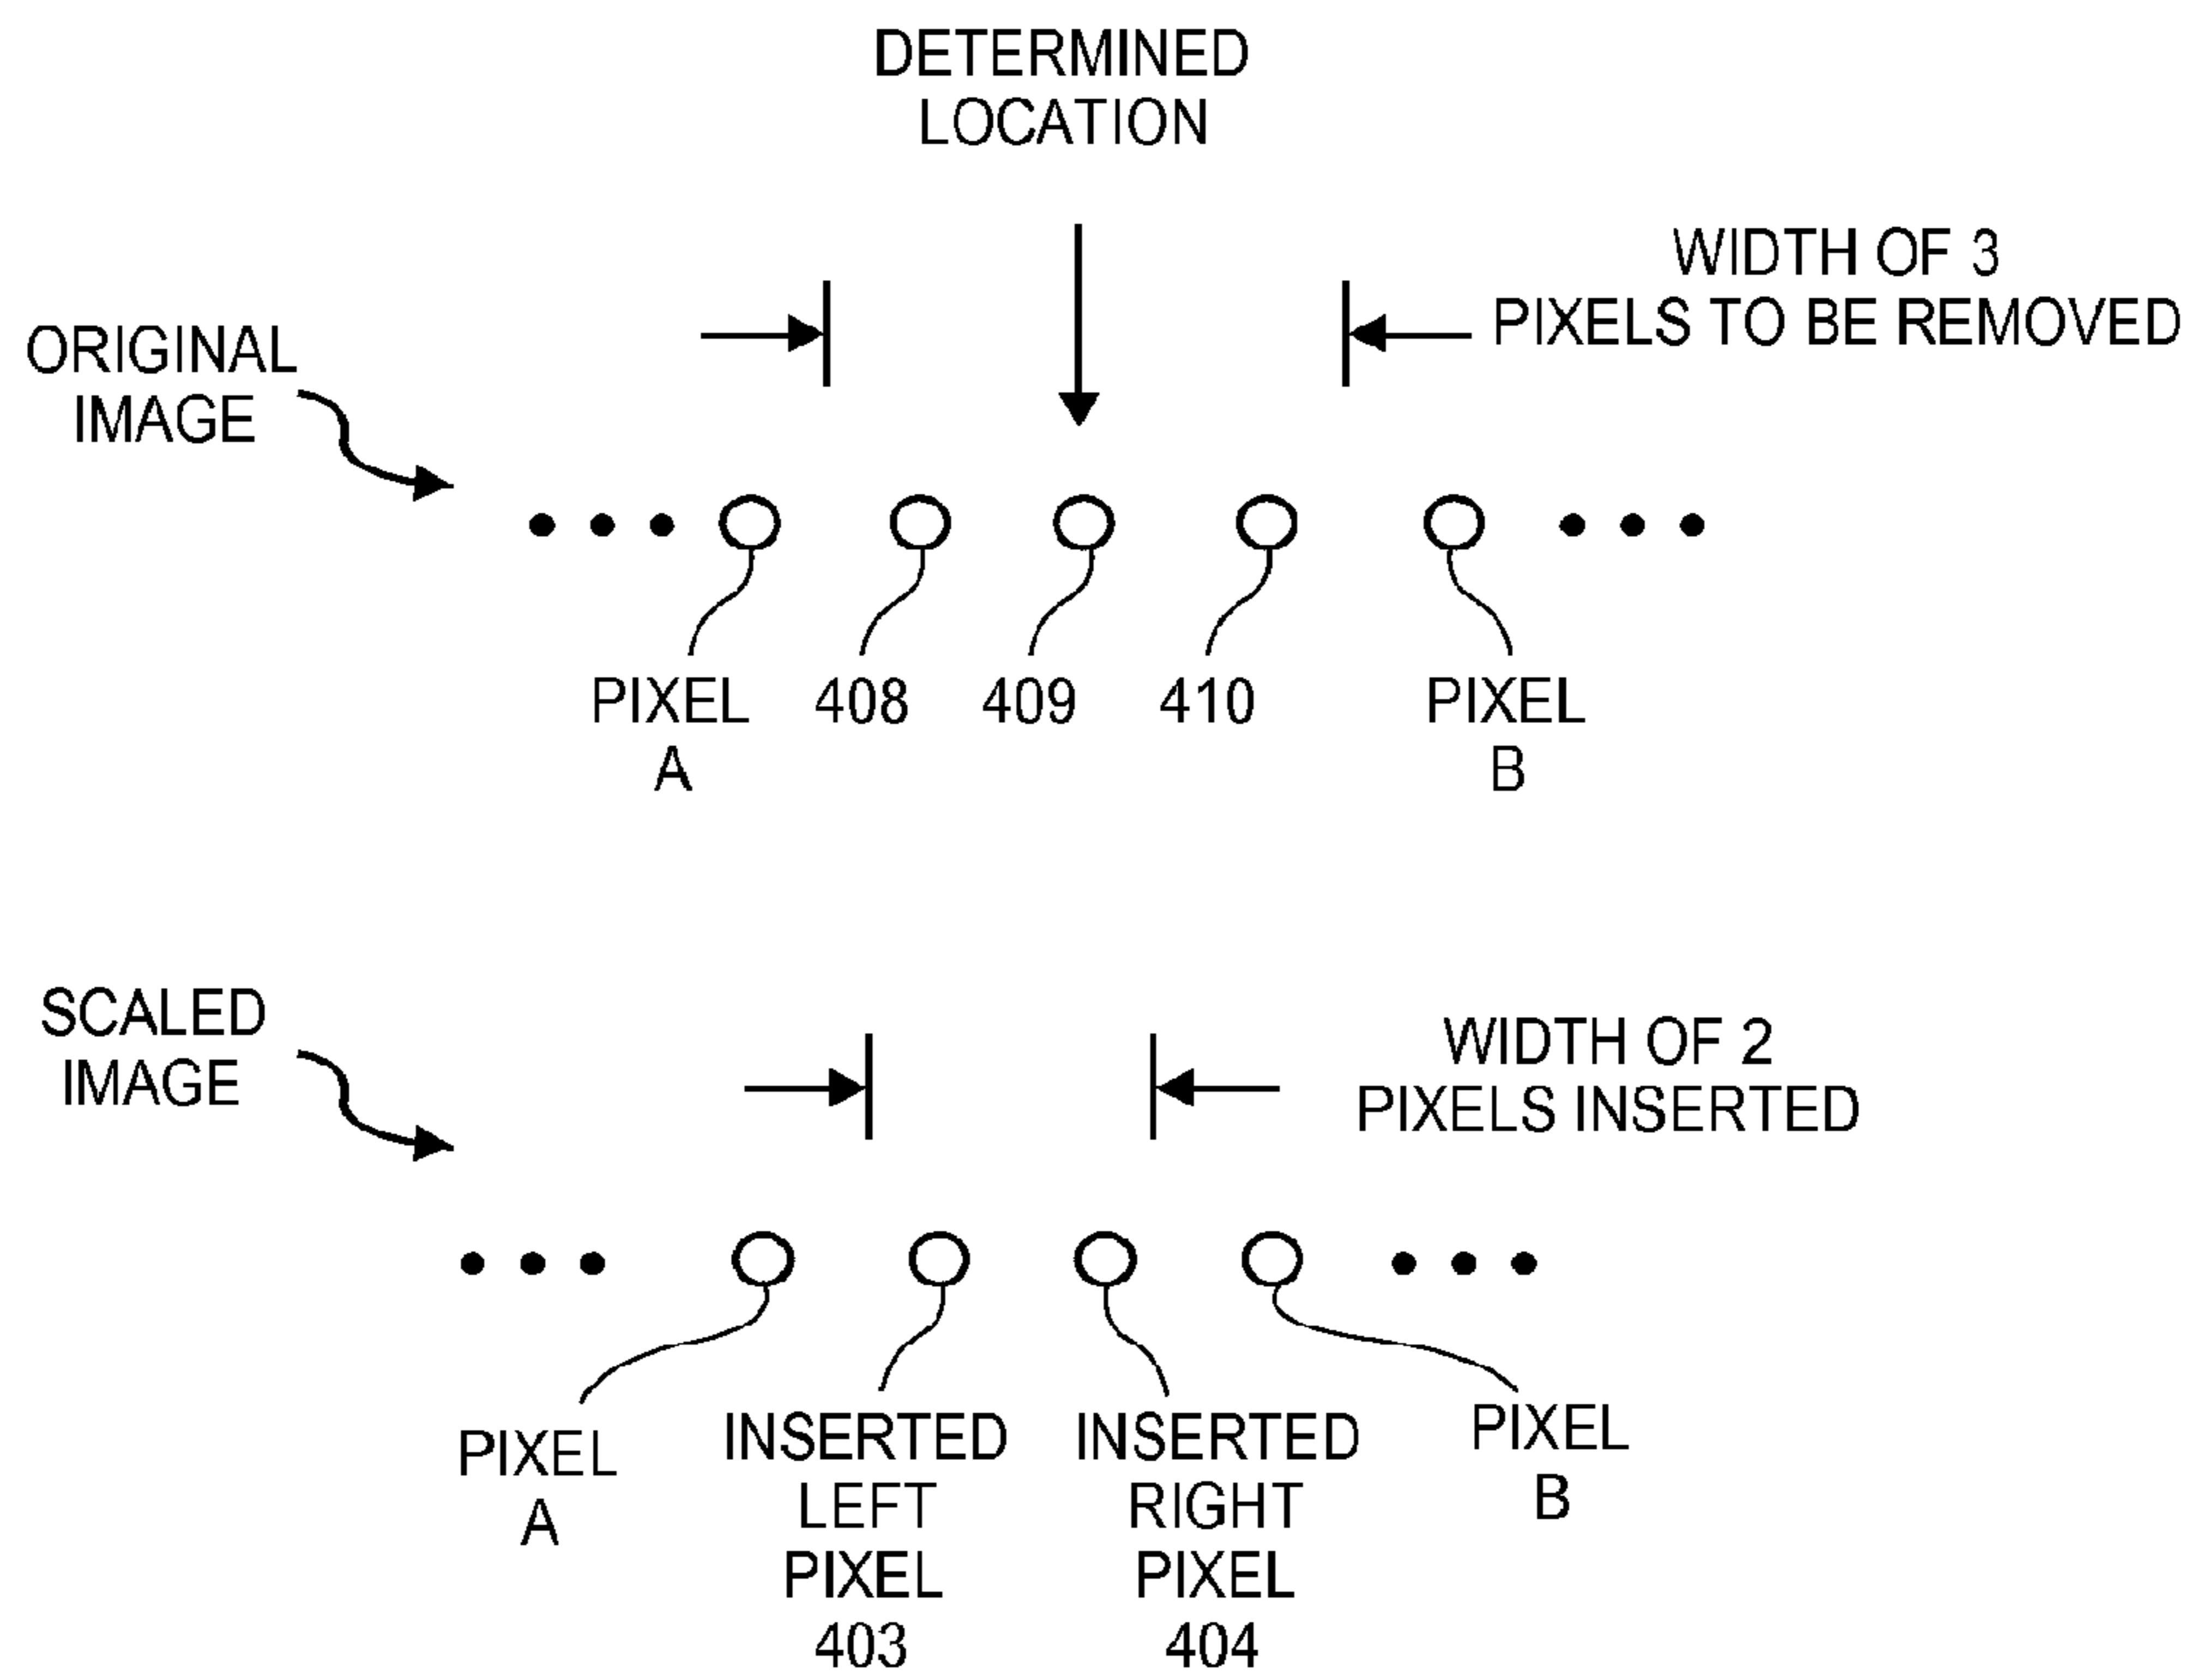 DETERMINED
LOCATION
WIDTH OF 3
PIXELS TO BE REMOVED
ORIGINAL
IMAGE
PIXEL
A
408
409
410
PIXEL
B
SCALED
IMAGE
WIDTH OF 2
PIXELS INSERTED
PIXEL
A
INSERTED
LEFT
PIXEL
403
INSERTED
RIGHT
PIXEL
404
PIXEL
B